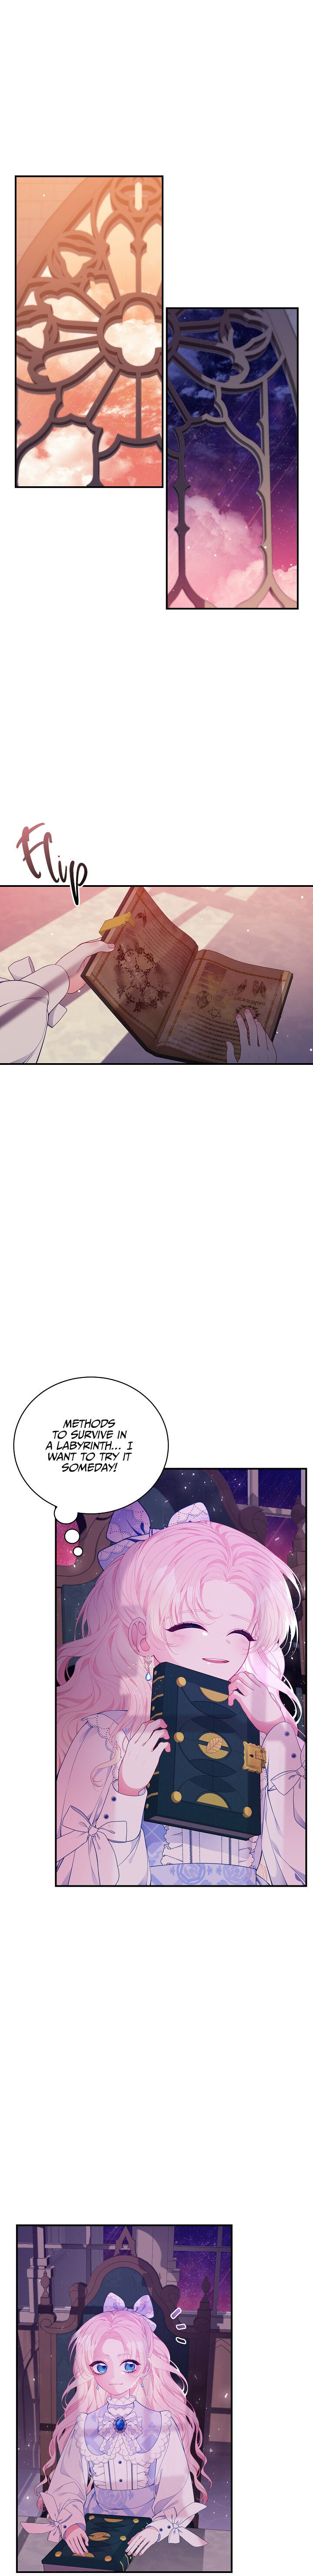 Flip
METHODS
TO SURVIVE IN
A LABYRINTH... I
WANT TO TRY IT
SOMEDAY!